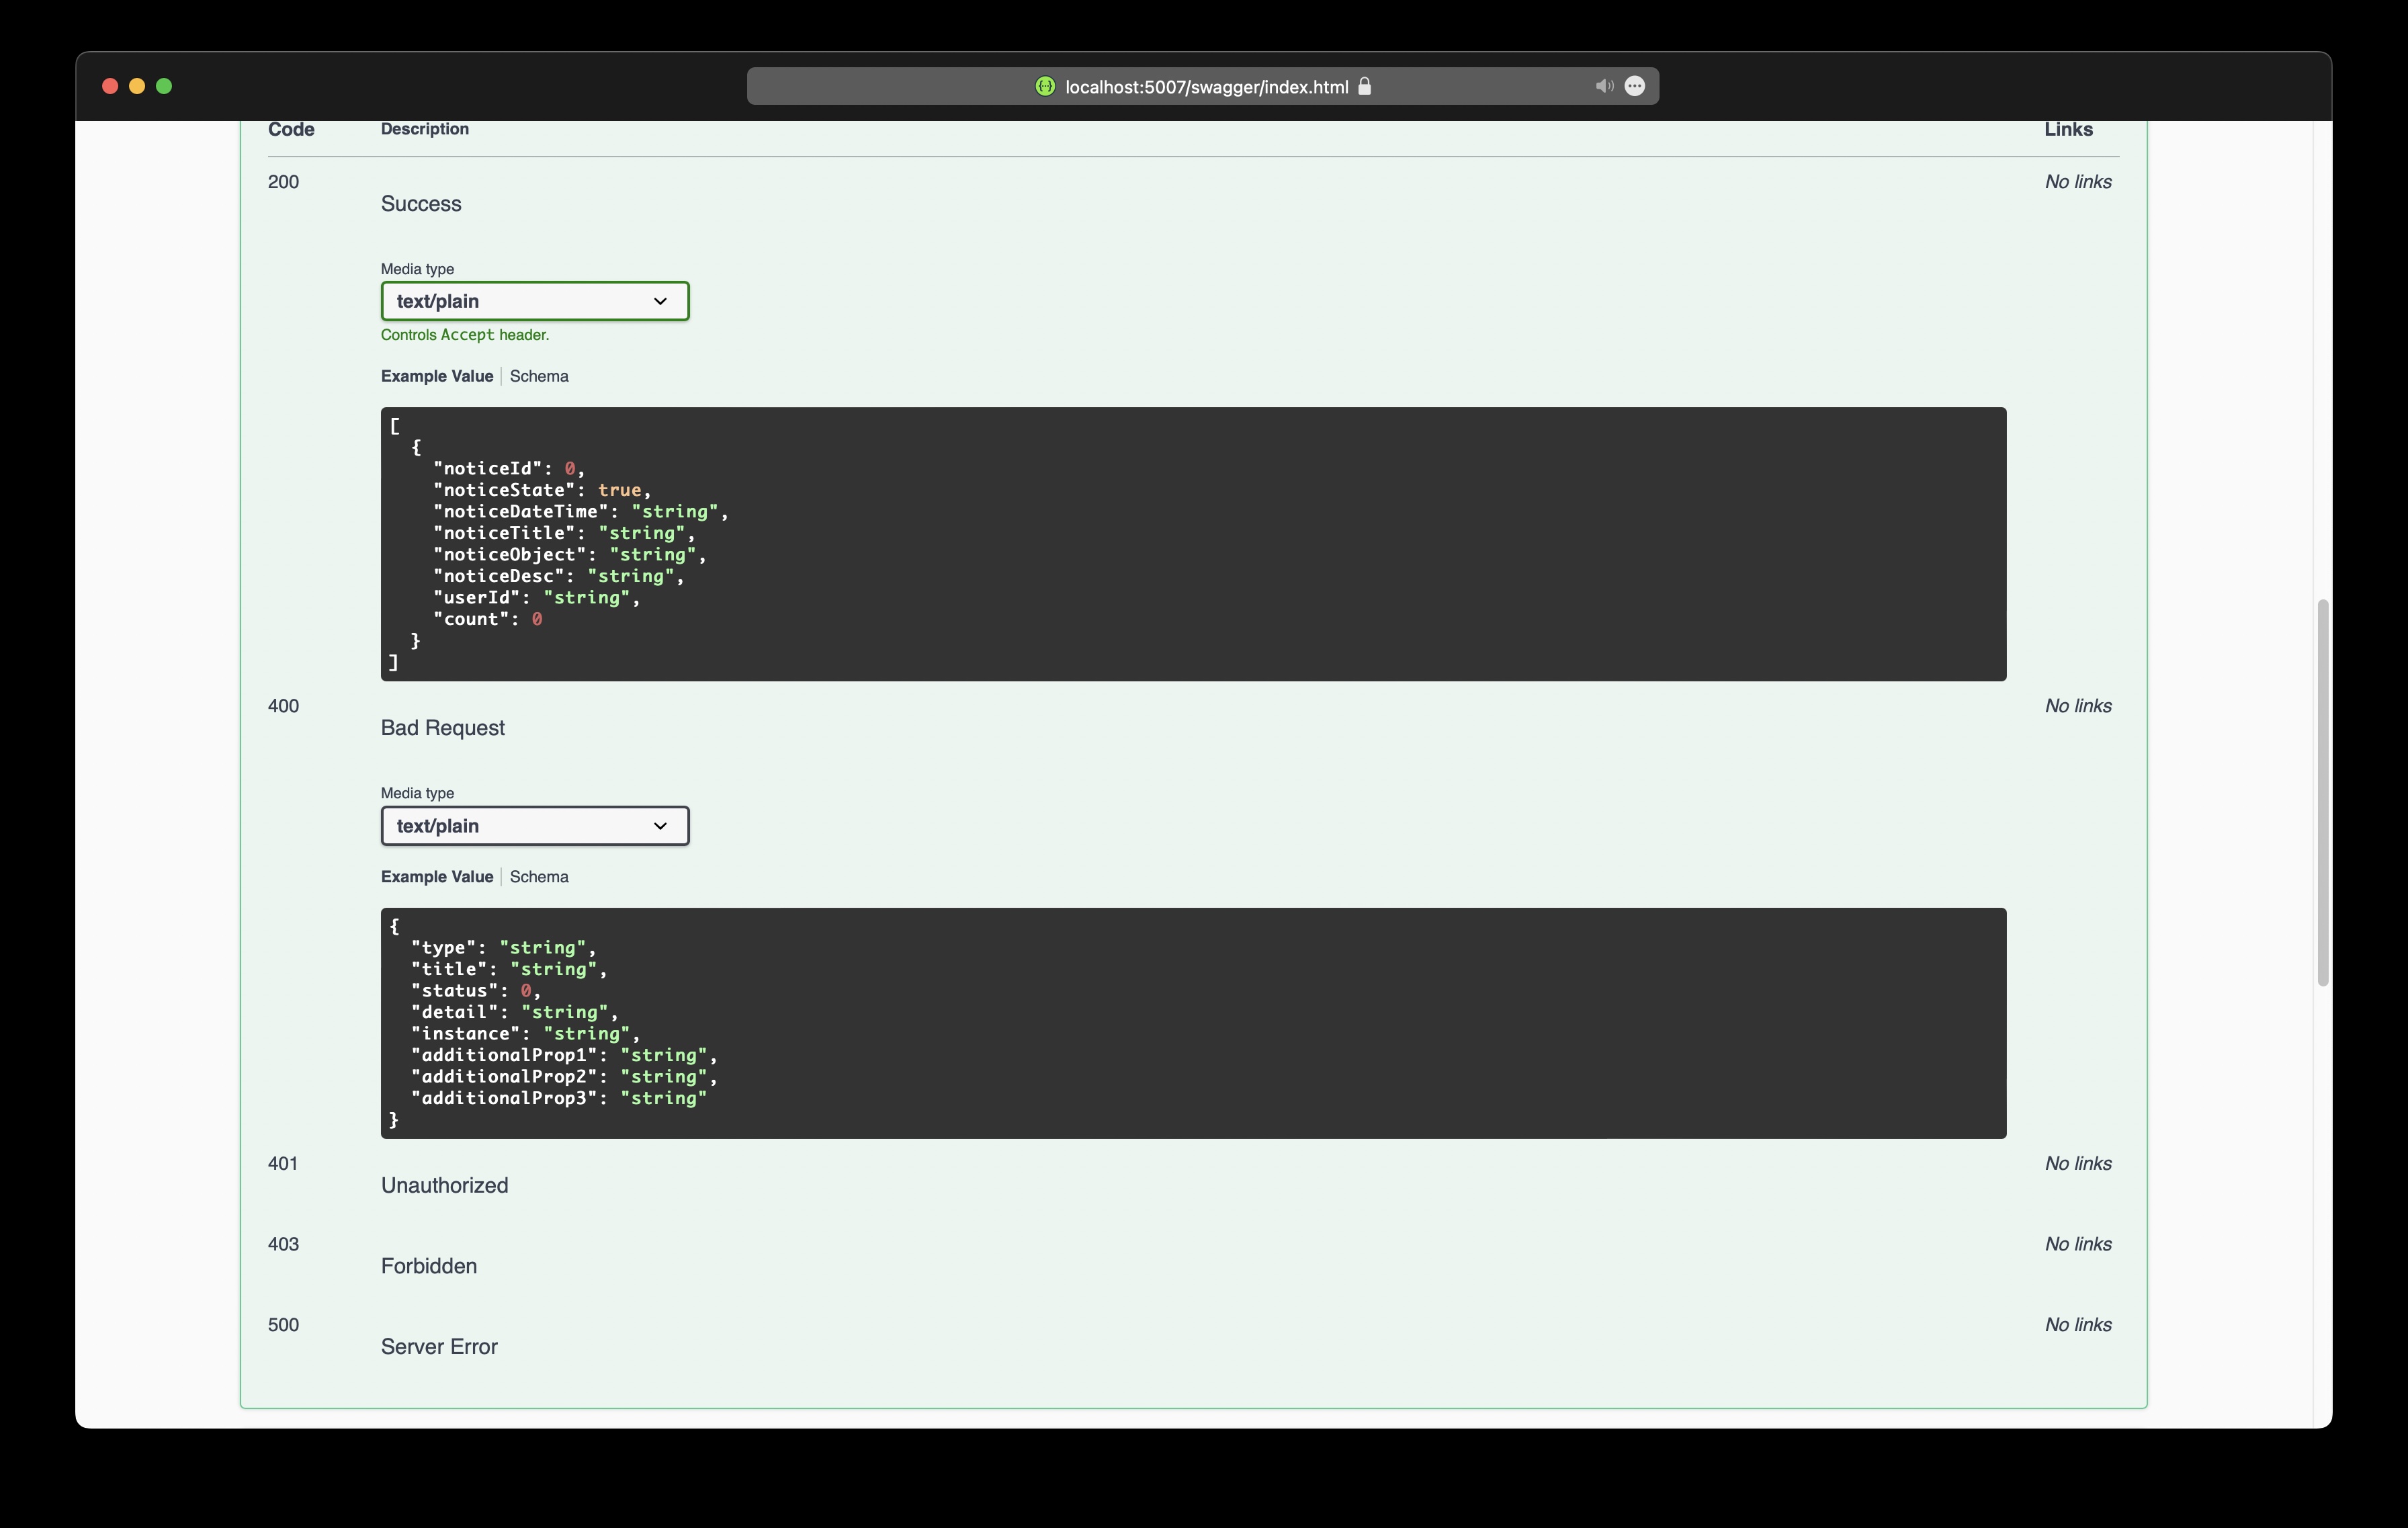 localhost:5007/swagger/index.html
Code Description Links
200 No links
Success
Media type
text/plain
Controls Accept header.
Example Value Schema
[
  {
    "noticeId": 0,
    "noticeState": true,
    "noticeDateTime": "string",
    "noticeTitle": "string",
    "noticeObject": "string",
    "noticeDesc": "string",
    "userId": "string",
    "count": 0
  }
]
400 No links
Bad Request
Media type
text/plain
Example Value Schema
{
  "type": "string",
  "title": "string",
  "status": 0,
  "detail": "string",
  "instance": "string",
  "additionalProp1": "string",
  "additionalProp2": "string",
  "additionalProp3": "string"
}
401 No links
Unauthorized
403 No links
Forbidden
500 No links
Server Error